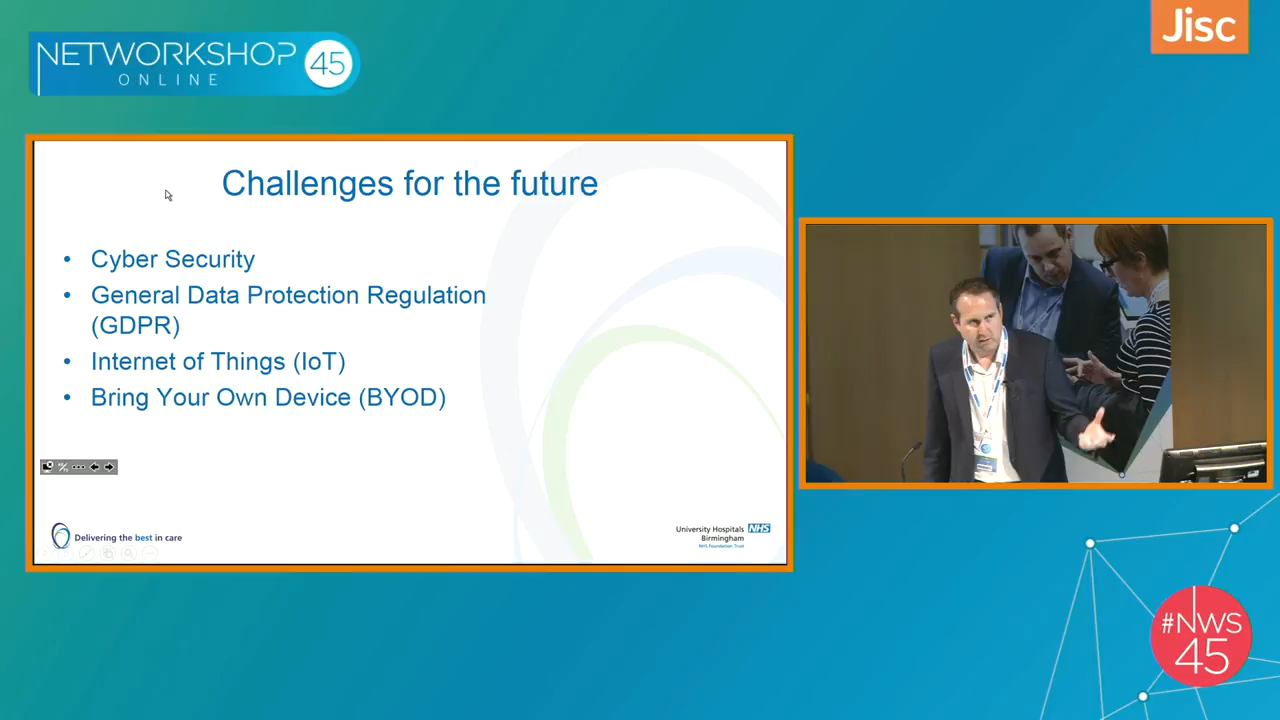 NETWORKSHOP 45
ONLINE
Jisc
Challenges for the future
• Cyber Security
• General Data Protection Regulation
(GDPR)
• Internet of Things (IoT)
• Bring Your Own Device (BYOD)
Delivering the best in care
University Hospitals NHS
Birmingham
NHS Foundation Trust
#NWS
45